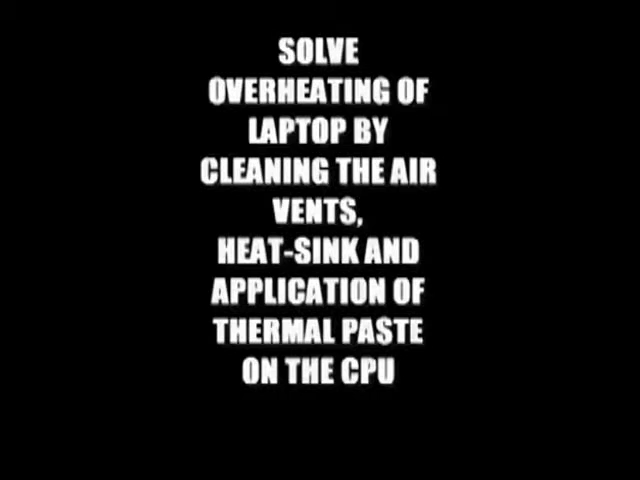 SOLVE
OVERHEATING OF
LAPTOP BY
CLEANING THE AIR
VENTS,
HEAT-SINK AND
APPLICATION OF
THERMAL PASTE
ON THE CPU